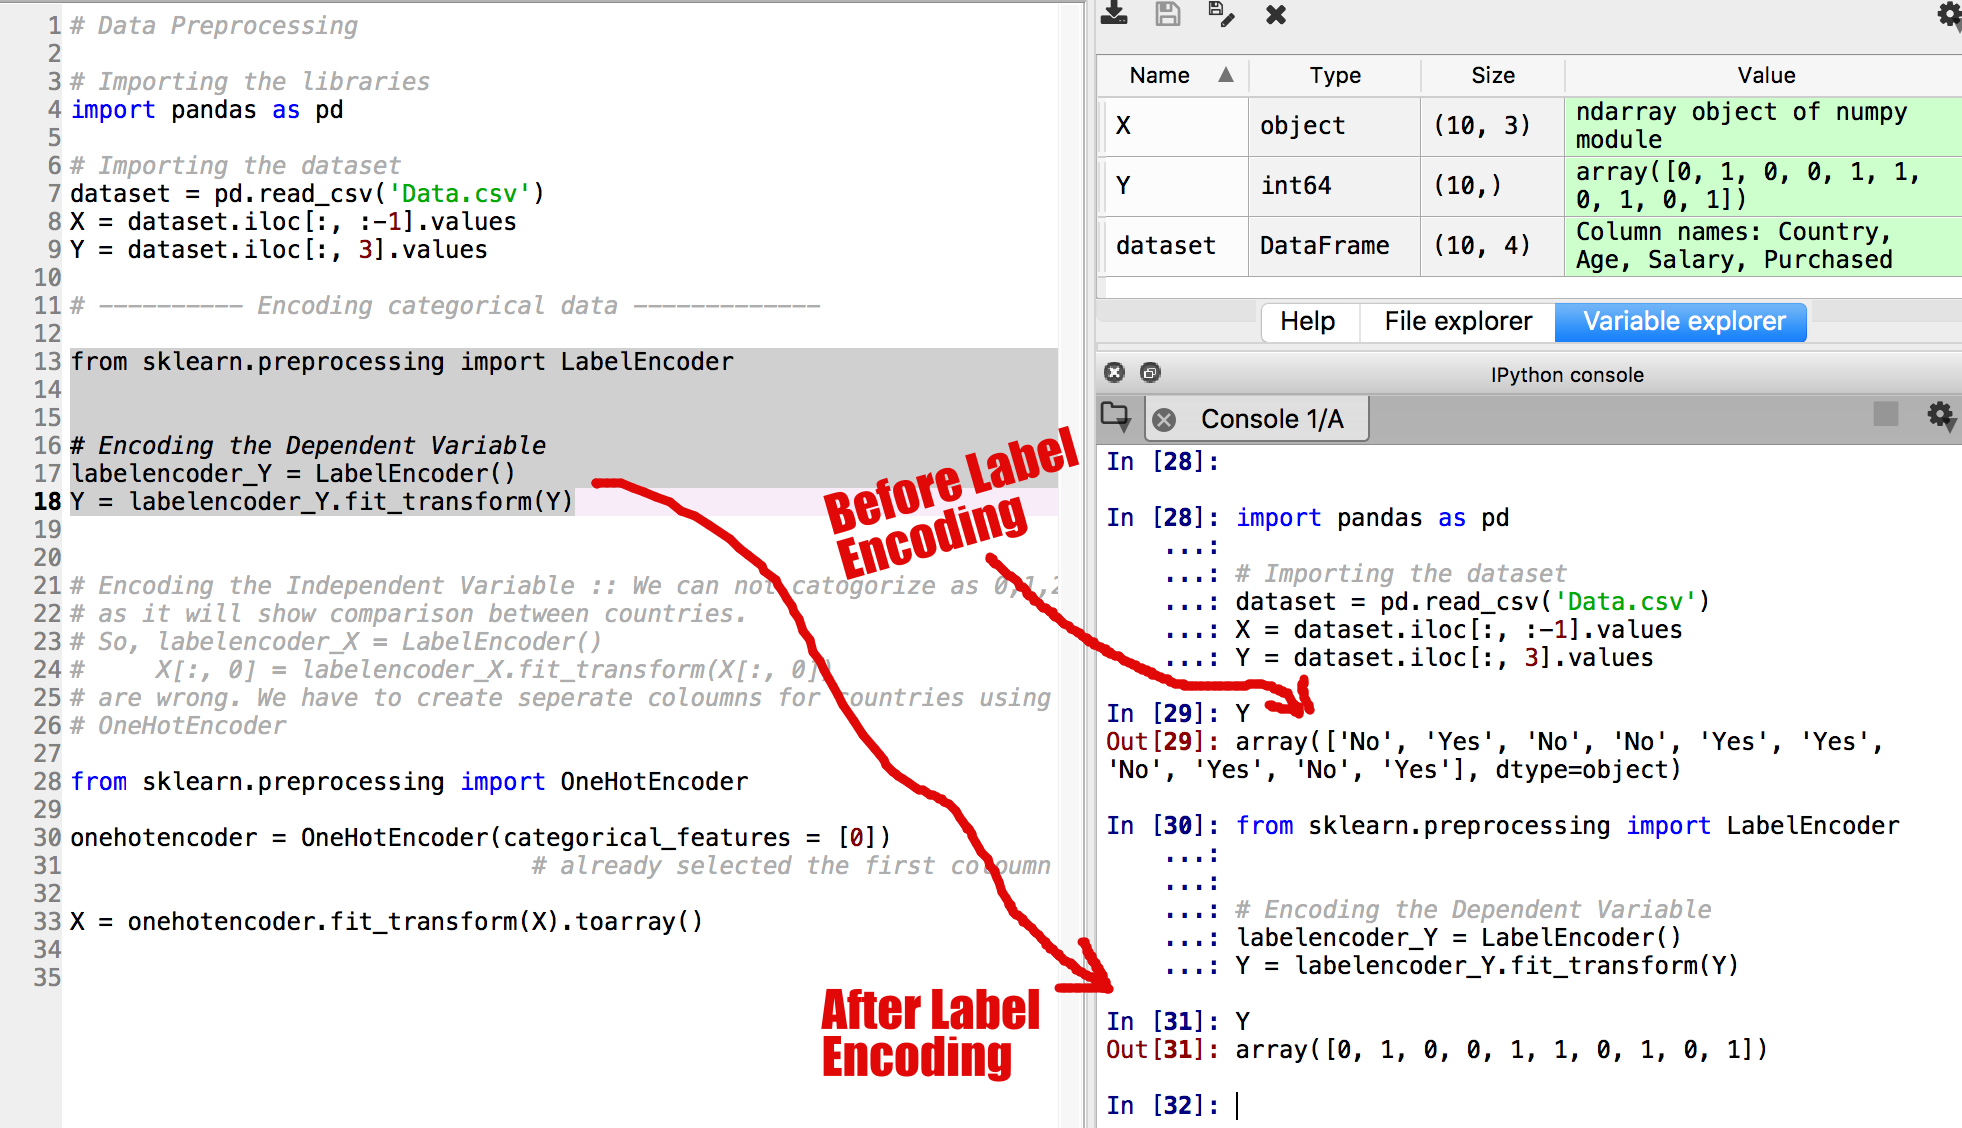 1 # Data Preprocessing
2
3 # Importing the libraries
4 import pandas as pd
5
6 # Importing the dataset
7 dataset = pd.read_csv('Data.csv')
8 X = dataset.iloc[:, :-1].values
9 Y = dataset.iloc[:, 3].values
10
11 # ---------- Encoding categorical data -------------
12
13 from sklearn.preprocessing import LabelEncoder
14
15
16 # Encoding the Dependent Variable
17 labelencoder_Y = LabelEncoder()
18 Y = labelencoder_Y.fit_transform(Y)
19
20
21 # Encoding the Independent Variable :: We can not catogorize as 0,1,2
22 # as it will show comparison between countries.
23 # So, labelencoder_X = LabelEncoder()
24 #     X[:, 0] = labelencoder_X.fit_transform(X[:, 0])
25 # are wrong. We have to create seperate coloumns for countries using
26 # OneHotEncoder
27
28 from sklearn.preprocessing import OneHotEncoder
29
30 onehotencoder = OneHotEncoder(categorical_features = [0])
31                                 # already selected the first coloumn
32
33 X = onehotencoder.fit_transform(X).toarray()
34
35
Before Label
Encoding
After Label
Encoding
Name Type Size Value
X object (10, 3) ndarray object of numpy
module
Y int64 (10,) array([0, 1, 0, 0, 1, 1,
0, 1, 0, 1])
dataset DataFrame (10, 4) Column names: Country,
Age, Salary, Purchased
Help File explorer Variable explorer
IPython console
Console 1/A
In [28]:
In [28]: import pandas as pd
...:
...: # Importing the dataset
...: dataset = pd.read_csv('Data.csv')
...: X = dataset.iloc[:, :-1].values
...: Y = dataset.iloc[:, 3].values
In [29]: Y
Out[29]: array(['No', 'Yes', 'No', 'No', 'Yes', 'Yes',
'No', 'Yes', 'No', 'Yes'], dtype=object)
In [30]: from sklearn.preprocessing import LabelEncoder
...:
...:
...: # Encoding the Dependent Variable
...: labelencoder_Y = LabelEncoder()
...: Y = labelencoder_Y.fit_transform(Y)
In [31]: Y
Out[31]: array([0, 1, 0, 0, 1, 1, 0, 1, 0, 1])
In [32]: